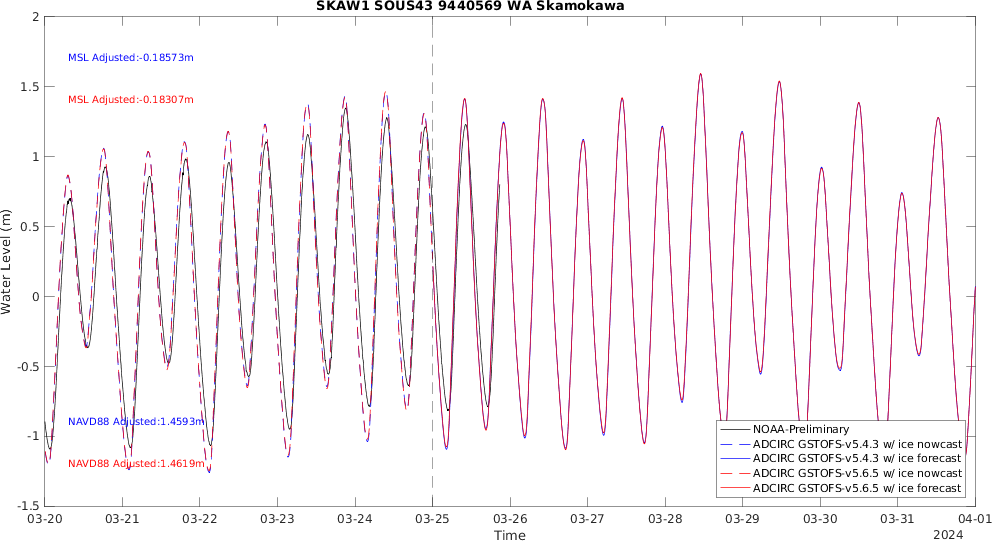 SKAW1 SOUS43 9440569 WA Skamokawa
MSL Adjusted:-0.18573m
MSL Adjusted:-0.18307m
NAVD88 Adjusted:1.4593m
NAVD88 Adjusted:1.4619m
Water Level (m)
2
1.5
1
0.5
0
-0.5
-1
-1.5
NOAA-Preliminary
ADCIRC GSTOFS-v5.4.3 w/ ice nowcast
ADCIRC GSTOFS-v5.4.3 w/ ice forecast
ADCIRC GSTOFS-v5.6.5 w/ ice nowcast
ADCIRC GSTOFS-v5.6.5 w/ ice forecast
03-20 03-21 03-22 03-23 03-24 03-25 03-26 03-27 03-28 03-29 03-30 03-31 04-01
Time
2024